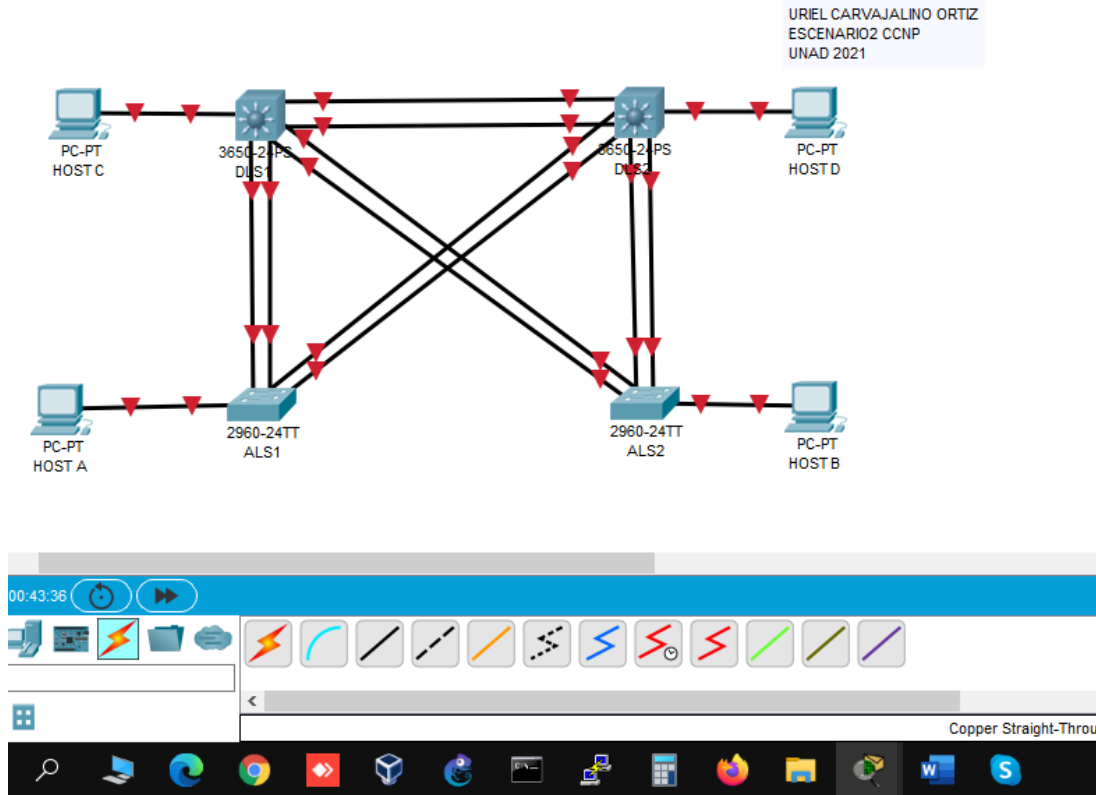 URIEL CARVAJALINO ORTIZ
ESCENARIO2 CCNP
UNAD 2021
PC-PT
HOST C
3650-24PS
DLS1
3650-24PS
DLS2
PC-PT
HOST D
PC-PT
HOST A
2960-24TT
ALS1
2960-24TT
ALS2
PC-PT
HOST B
00:43:36
Copper Straight-Throu